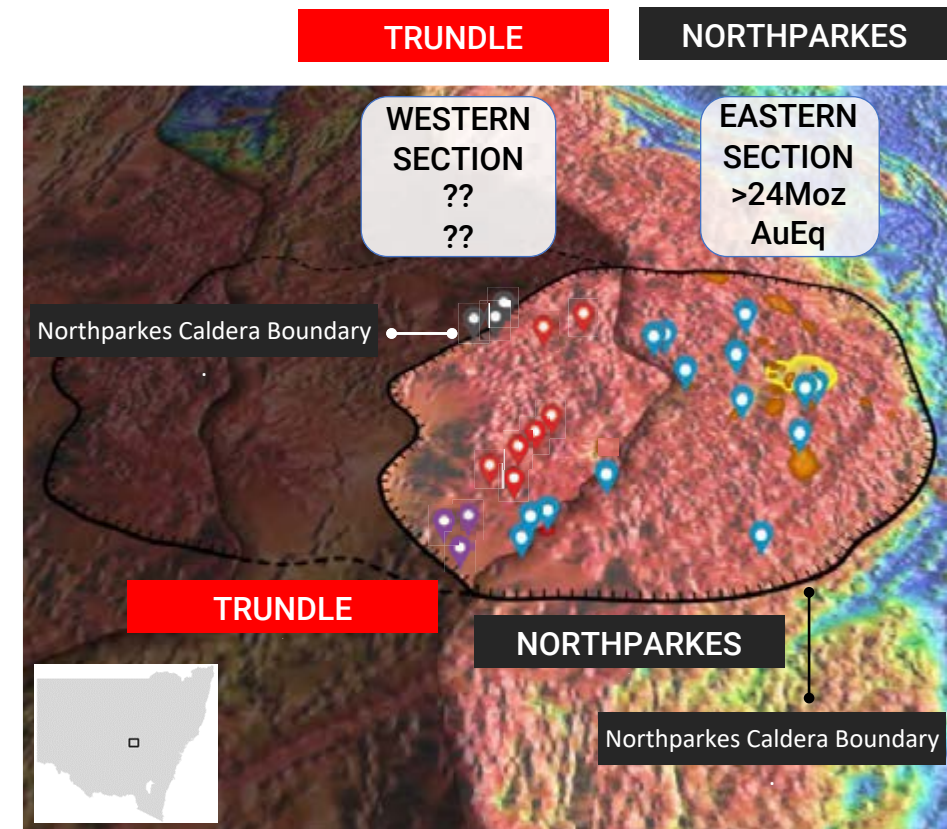 TRUNDLE
NORTHPARKES
WESTERN
SECTION
??
??
EASTERN
SECTION
>24Moz
AuEq
Northparkes Caldera Boundary
TRUNDLE
NORTHPARKES
Northparkes Caldera Boundary